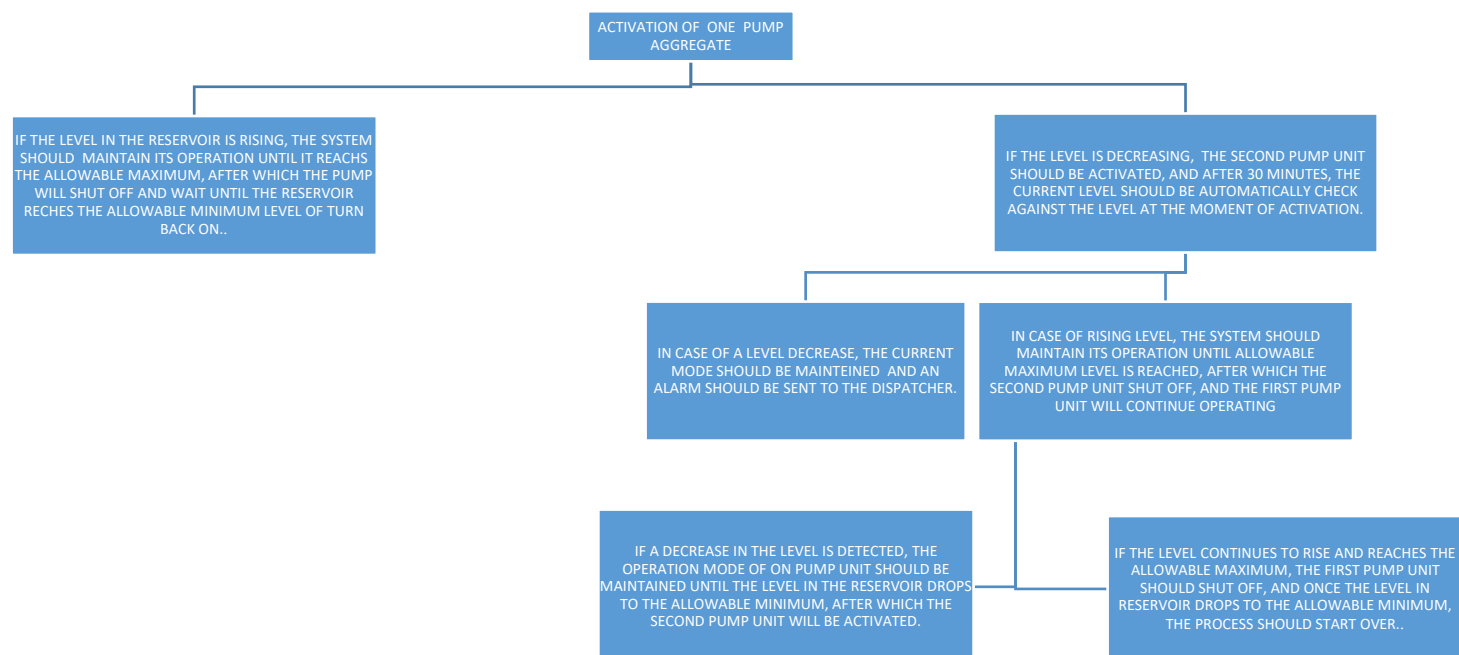 ACTIVATION OF ONE PUMP
AGGREGATE
IF THE LEVEL IN THE RESERVOIR IS RISING, THE SYSTEM
SHOULD MAINTAIN ITS OPERATION UNTIL IT REACHS
THE ALLOWABLE MAXIMUM, AFTER WHICH THE PUMP
WILL SHUT OFF AND WAIT UNTIL THE RESERVOIR
RECHES THE ALLOWABLE MINIMUM LEVEL OF TURN
BACK ON..
IF THE LEVEL IS DECREASING, THE SECOND PUMP UNIT
SHOULD BE ACTIVATED, AND AFTER 30 MINUTES, THE
CURRENT LEVEL SHOULD BE AUTOMATICALLY CHECK
AGAINST THE LEVEL AT THE MOMENT OF ACTIVATION.
IN CASE OF A LEVEL DECREASE, THE CURRENT
MODE SHOULD BE MAINTEINED AND AN
ALARM SHOULD BE SENT TO THE DISPATCHER.
IN CASE OF RISING LEVEL, THE SYSTEM SHOULD
MAINTAIN ITS OPERATION UNTIL ALLOWABLE
MAXIMUM LEVEL IS REACHED, AFTER WHICH THE
SECOND PUMP UNIT SHUT OFF, AND THE FIRST PUMP
UNIT WILL CONTINUE OPERATING
IF A DECREASE IN THE LEVEL IS DETECTED, THE
OPERATION MODE OF ON PUMP UNIT SHOULD BE
MAINTAINED UNTIL THE LEVEL IN THE RESERVOIR DROPS
TO THE ALLOWABLE MINIMUM, AFTER WHICH THE
SECOND PUMP UNIT WILL BE ACTIVATED.
IF THE LEVEL CONTINUES TO RISE AND REACHES THE
ALLOWABLE MAXIMUM, THE FIRST PUMP UNIT
SHOULD SHUT OFF, AND ONCE THE LEVEL IN
RESERVOIR DROPS TO THE ALLOWABLE MINIMUM,
THE PROCESS SHOULD START OVER..